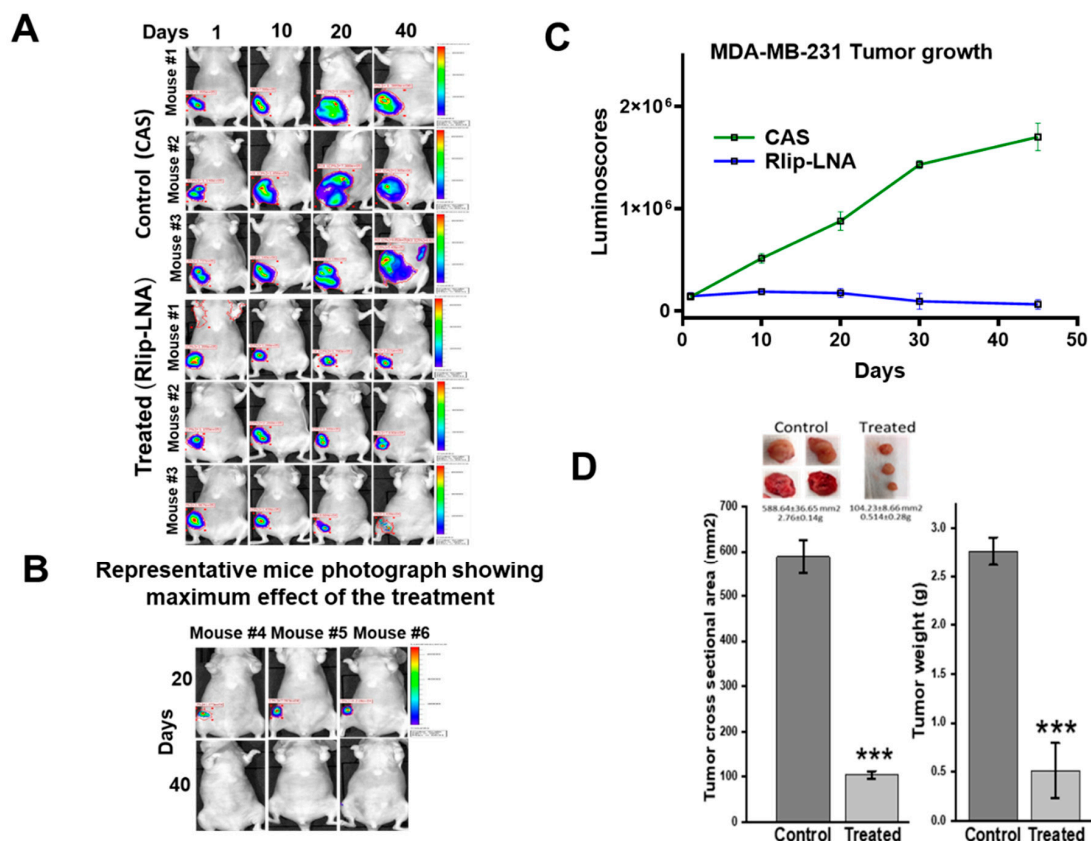 A
Days 1 10 20 40
Control (CAS)
Mouse #1
Mouse #2
Mouse #3
Treated (Rlip-LNA)
Mouse #1
Mouse #2
Mouse #3
B
Representative mice photograph showing
maximum effect of the treatment
Mouse #4 Mouse #5 Mouse #6
Days
20
40
C
MDA-MB-231 Tumor growth
Luminoscores
2×10⁶
1×10⁶
0
CAS
Rlip-LNA
0 10 20 30 40 50
Days
D
Control Treated
588.64±36.65 mm2 104.23±8.66 mm2
2.76±0.14g 0.514±0.28g
Tumor cross sectional area (mm2)
700
600
500
400
300
200
100
0
***
Control Treated
Tumor weight (g)
3.0
2.5
2.0
1.5
1.0
0.5
0.0
***
Control Treated